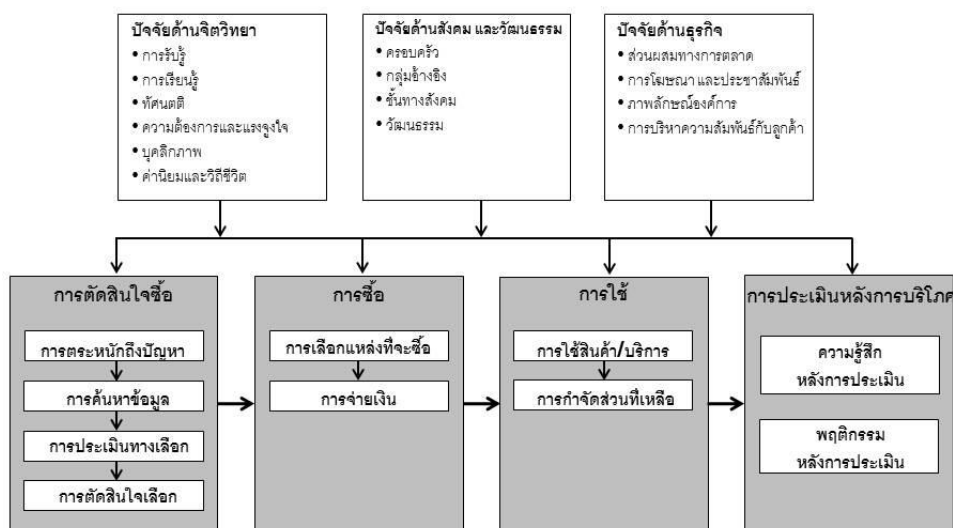 ปัจจัยด้านจิตวิทยา
• การรับรู้
• การเรียนรู้
• ทัศนตติ
• ความต้องการและแรงจูงใจ
• บุคลิกภาพ
• ค่านิยมและวิถีชีวิต
ปัจจัยด้านสังคม และวัฒนธรรม
• ครอบครัว
• กลุ่มอ้างอิง
• ชั้นทางสังคม
• วัฒนธรรม
ปัจจัยด้านธุรกิจ
• ส่วนผสมทางการตลาด
• การโฆษณา และประชาสัมพันธ์
• ภาพลักษณ์องค์การ
• การบริหาความสัมพันธ์กับลูกค้า
การตัดสินใจซื้อ
การตระหนักถึงปัญหา
การค้นหาข้อมูล
การประเมินทางเลือก
การตัดสินใจเลือก
การซื้อ
การเลือกแหล่งที่จะซื้อ
การจ่ายเงิน
การใช้
การใช้สินค้า/บริการ
การกำจัดส่วนที่เหลือ
การประเมินหลังการบริโภค
ความรู้สึก
หลังการประเมิน
พฤติกรรม
หลังการประเมิน